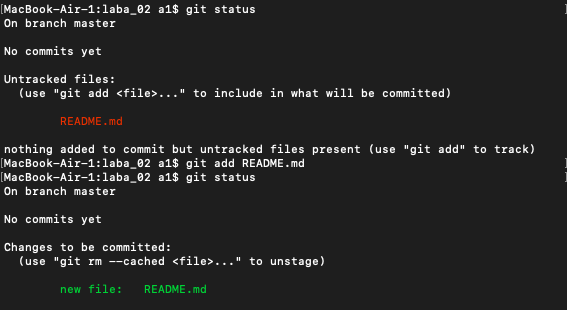 [MacBook-Air-1:laba_02 a1$ git status ]
On branch master
No commits yet
Untracked files:
(use "git add <file>..." to include in what will be committed)
README.md
nothing added to commit but untracked files present (use "git add" to track)
[MacBook-Air-1:laba_02 a1$ git add README.md ]
[MacBook-Air-1:laba_02 a1$ git status ]
On branch master
No commits yet
Changes to be committed:
(use "git rm --cached <file>..." to unstage)
new file: README.md